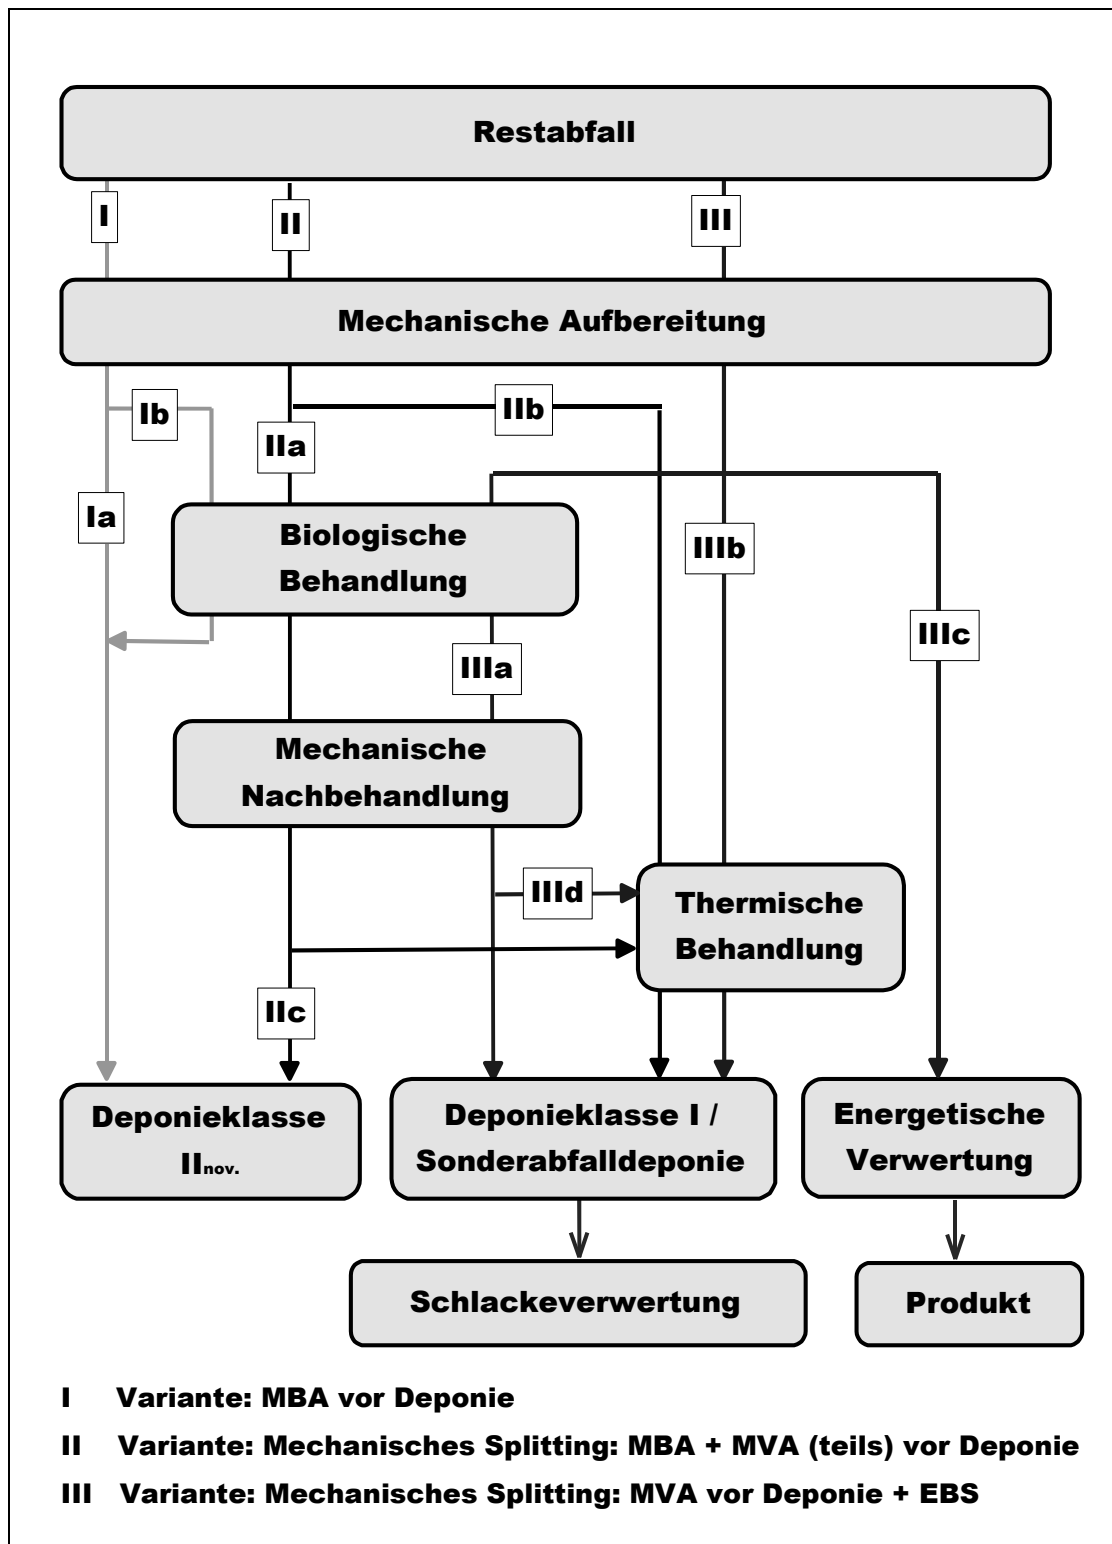 Restabfall
I
II
III
Mechanische Aufbereitung
Ib
IIb
IIa
Ia
Biologische
Behandlung
IIIb
IIIc
IIIa
Mechanische
Nachbehandlung
IIId
Thermische
Behandlung
IIc
Deponieklasse
IInov.
Deponieklasse I /
Sonderabfalldeponie
Energetische
Verwertung
Schlackeverwertung
Produkt
I Variante: MBA vor Deponie
II Variante: Mechanisches Splitting: MBA + MVA (teils) vor Deponie
III Variante: Mechanisches Splitting: MVA vor Deponie + EBS